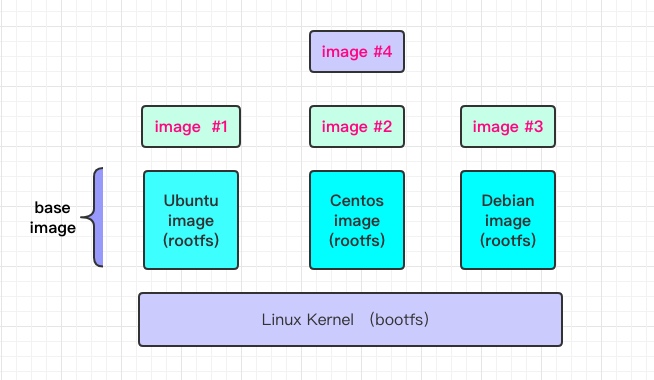 image #4
image #1
image #2
image #3
base
image
Ubuntu
image
(rootfs)
Centos
image
(rootfs)
Debian
image
(rootfs)
Linux Kernel (bootfs)